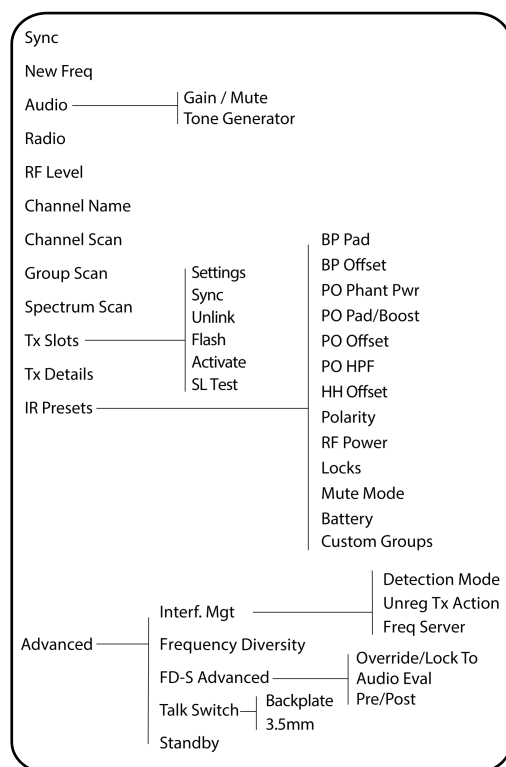 Sync
New Freq
Audio
Gain / Mute
Tone Generator
Radio
RF Level
Channel Name
Channel Scan
Group Scan
Spectrum Scan
Tx Slots
Settings
Sync
Unlink
Flash
Activate
SL Test
Tx Details
IR Presets
BP Pad
BP Offset
PO Phant Pwr
PO Pad/Boost
PO Offset
PO HPF
HH Offset
Polarity
RF Power
Locks
Mute Mode
Battery
Custom Groups
Advanced
Interf. Mgt
Detection Mode
Unreg Tx Action
Freq Server
Frequency Diversity
FD-S Advanced
Override/Lock To
Audio Eval
Pre/Post
Talk Switch
Backplate
3.5mm
Standby